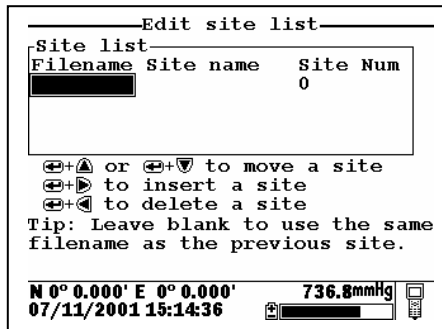 Edit site list
Site list
Filename Site name Site Num
0
+ or + to move a site
+ to insert a site
+ to delete a site
Tip: Leave blank to use the same
filename as the previous site.
N 0° 0.000' E 0° 0.000' 736.8mmHg
07/11/2001 15:14:36